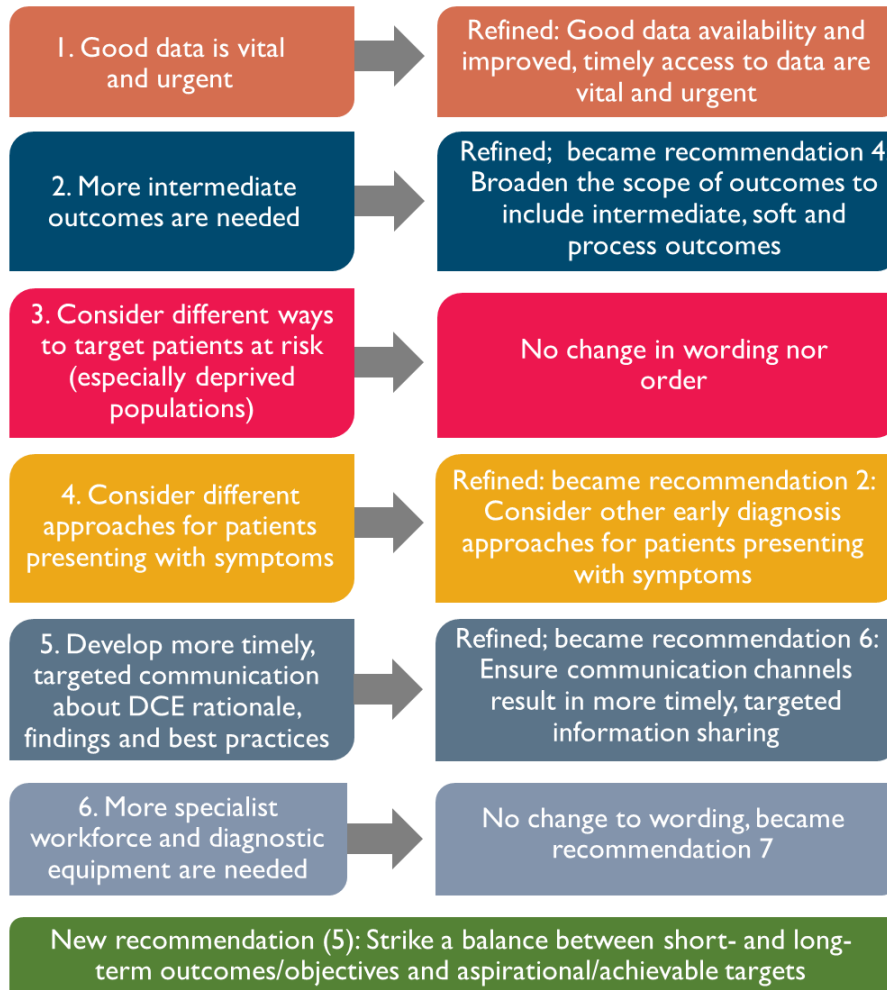 1. Good data is vital
and urgent
Refined: Good data availability and
improved, timely access to data are
vital and urgent
2. More intermediate
outcomes are needed
Refined;  became recommendation 4
Broaden the scope of outcomes to
include intermediate, soft and
process outcomes
3. Consider different ways
to target patients at risk
(especially deprived
populations)
No change in wording nor
order
4. Consider different
approaches for patients
presenting with symptoms
Refined: became recommendation 2:
Consider other early diagnosis
approaches for patients presenting
with symptoms
5. Develop more timely,
targeted communication
about DCE rationale,
findings and best practices
Refined; became recommendation 6:
Ensure communication channels
result in more timely, targeted
information sharing
6. More specialist
workforce and diagnostic
equipment are needed
No change to wording, became
recommendation 7
New recommendation (5): Strike a balance between short- and long-
term outcomes/objectives and aspirational/achievable targets